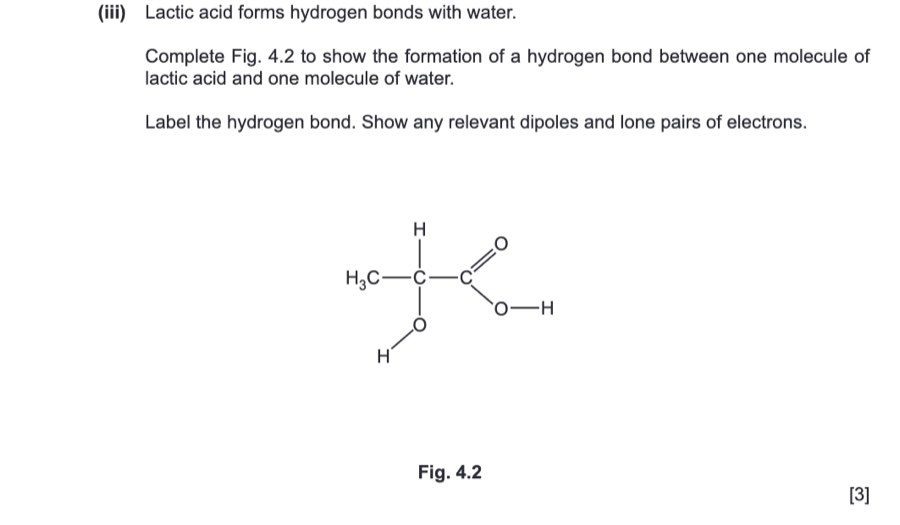 (iii) Lactic acid forms hydrogen bonds with water.
Complete Fig. 4.2 to show the formation of a hydrogen bond between one molecule of
lactic acid and one molecule of water.
Label the hydrogen bond. Show any relevant dipoles and lone pairs of electrons.
H
O
H₃C—C—C
O—H
O
H
Fig. 4.2
[3]